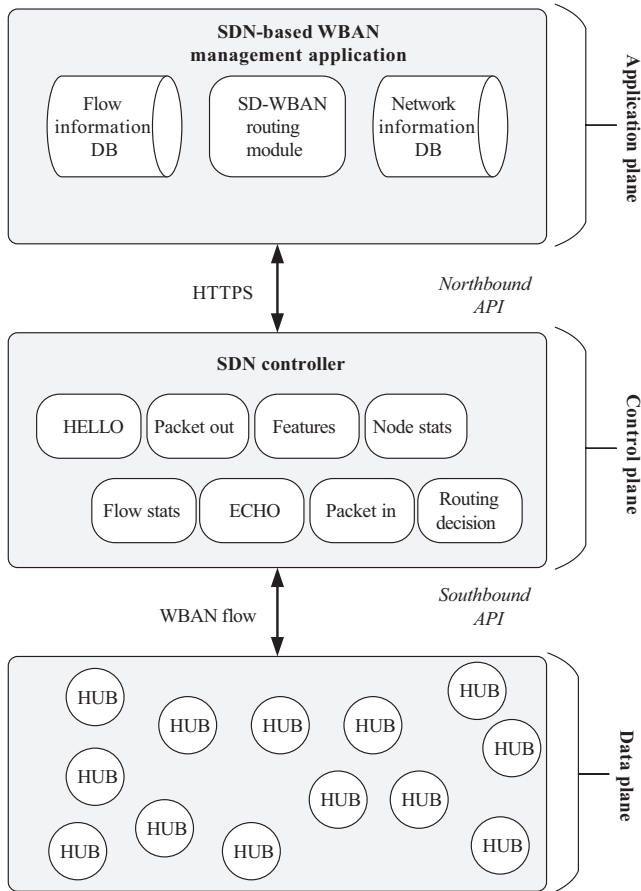 SDN-based WBAN
management application
Flow
information
DB
SD-WBAN
routing
module
Network
information
DB
Application plane
HTTPS
Northbound
API
SDN controller
HELLO
Packet out
Features
Node stats
Flow stats
ECHO
Packet in
Routing
decision
Control plane
WBAN flow
Southbound
API
HUB
HUB
HUB
HUB
HUB
HUB
HUB
HUB
HUB
HUB
HUB
HUB
HUB
Data plane